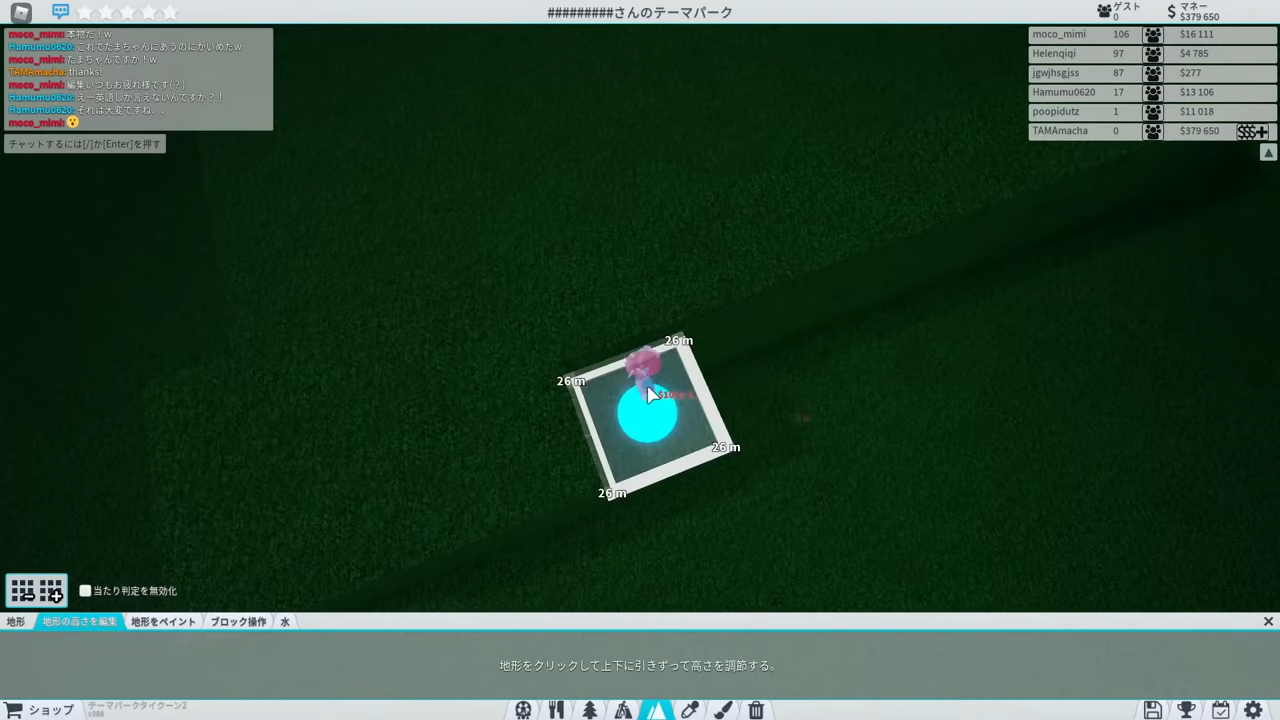 #########さんのテーマパーク
ゲスト
0
マネー
$379 650
moco_mimi: 本物だ！w
Hamumu0620: これでたまちゃんにあうのにかいめだw
moco_mimi: たまちゃんですか！w
TAMAmacha: thanks!
moco_mimi: 編集いつもお疲れ様です(？)
Hamumu0620: えー英語しか言えないんですか？！
Hamumu0620: それは大変ですね、、
moco_mimi: 😮
チャットするには[/]か[Enter]を押す
moco_mimi 106 $16 111
Helenqiqi 97 $4 785
jgwjhsgjss 87 $277
Hamumu0620 17 $13 106
poopidutz 1 $11 018
TAMAmacha 0 $379 650 $$$+
26 m
26 m
26 m
26 m
当たり判定を無効化
地形 地形の高さを編集 地形をペイント ブロック操作 水
地形をクリックして上下に引きずって高さを調節する。
ショップ
テーマパークタイクーン2
v386